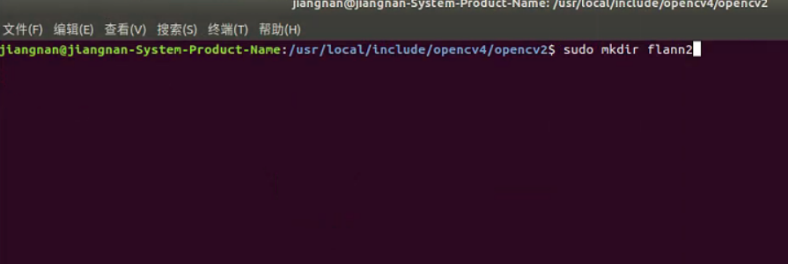 jiangnan@jiangnan-System-Product-Name: /usr/local/include/opencv4/opencv2
文件(F) 编辑(E) 查看(V) 搜索(S) 终端(T) 帮助(H)
jiangnan@jiangnan-System-Product-Name:/usr/local/include/opencv4/opencv2$ sudo mkdir flann2